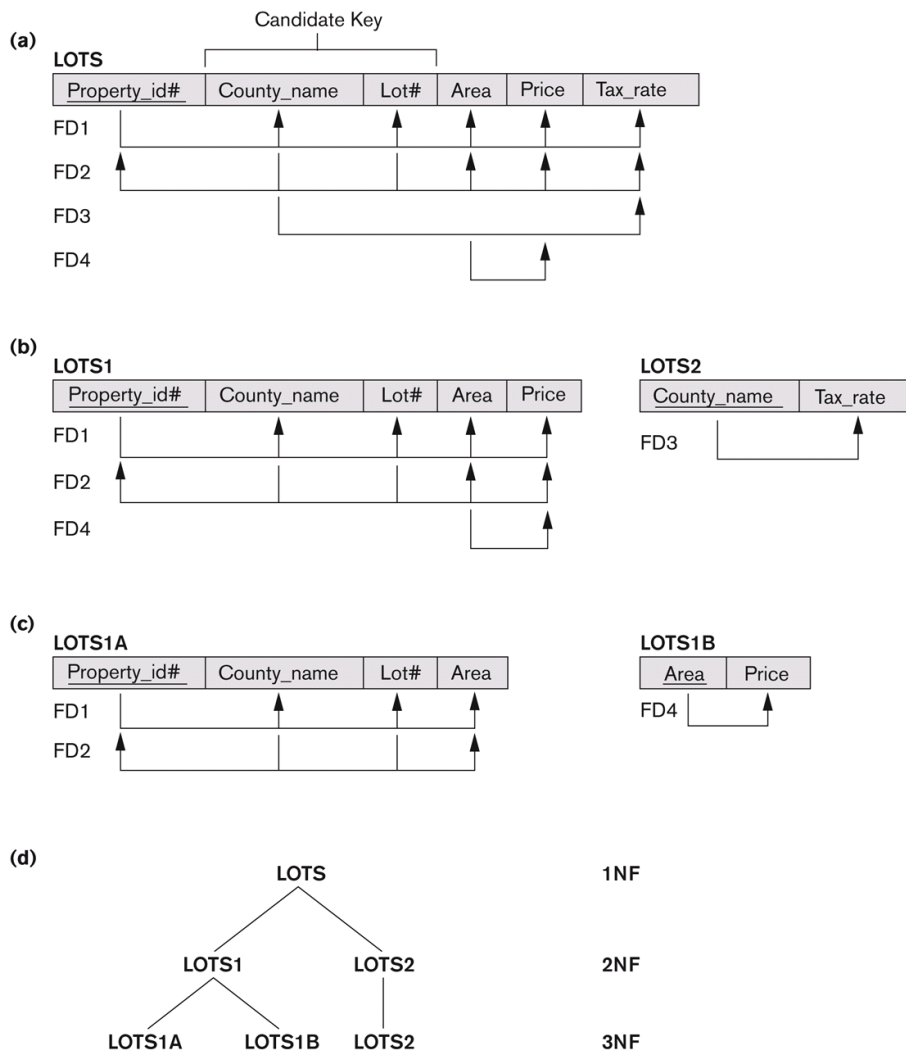 (a)
Candidate Key
LOTS
Property_id# County_name Lot# Area Price Tax_rate
FD1
FD2
FD3
FD4
(b)
LOTS1
Property_id# County_name Lot# Area Price
FD1
FD2
FD4
LOTS2
County_name Tax_rate
FD3
(c)
LOTS1A
Property_id# County_name Lot# Area
FD1
FD2
LOTS1B
Area Price
FD4
(d)
LOTS 1NF
LOTS1 LOTS2 2NF
LOTS1A LOTS1B LOTS2 3NF